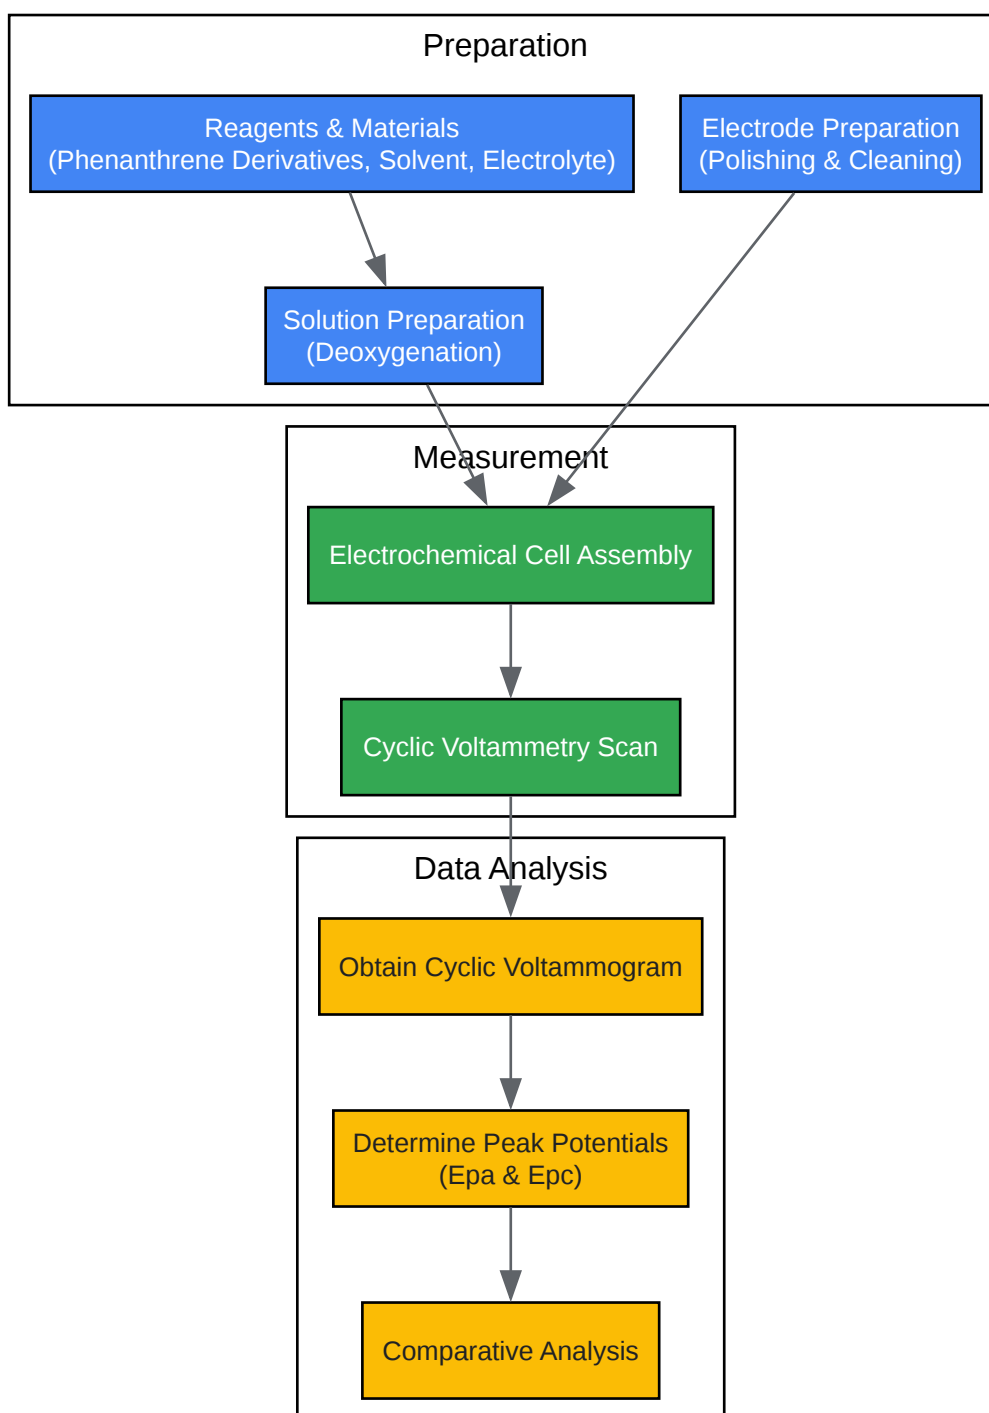 Preparation
Reagents & Materials
(Phenanthrene Derivatives, Solvent, Electrolyte)
Electrode Preparation
(Polishing & Cleaning)
Solution Preparation
(Deoxygenation)
Measurement
Electrochemical Cell Assembly
Cyclic Voltammetry Scan
Data Analysis
Obtain Cyclic Voltammogram
Determine Peak Potentials
(Epa & Epc)
Comparative Analysis